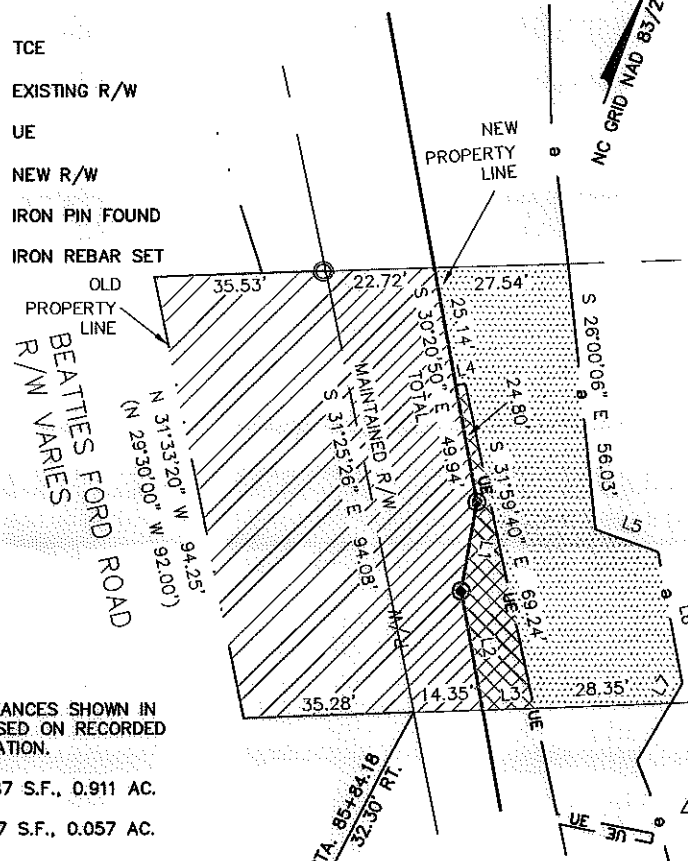 TCE
EXISTING R/W
UE
NEW R/W
IRON PIN FOUND
IRON REBAR SET
OLD
PROPERTY
LINE
NEW
PROPERTY
LINE
e
NC GRID NAD 83/2
35.53'
22.72'
27.54'
BEATTIES FORD ROAD
R/W VARIES
N 31°33'20" W 94.25'
(N 29°30'00" W 92.00')
MAINTAINED R/W
S 31°25'26" E 94.08'
M/R
25.14'
S 30°20'50" E 49.94'
TOTAL
L4
24.80'
S 31°59'40" E 69.24'
UE
UE
UE
L1
L2
L3
S 26°00'06" E 56.03'
e
L5
e
L6
L7
35.28'
14.35'
28.35'
STA. 85+84.18
32.30' RT.
UE
UE
e
ANCES SHOWN IN
SED ON RECORDED
ATION.
37 S.F., 0.911 AC.
7 S.F., 0.057 AC.